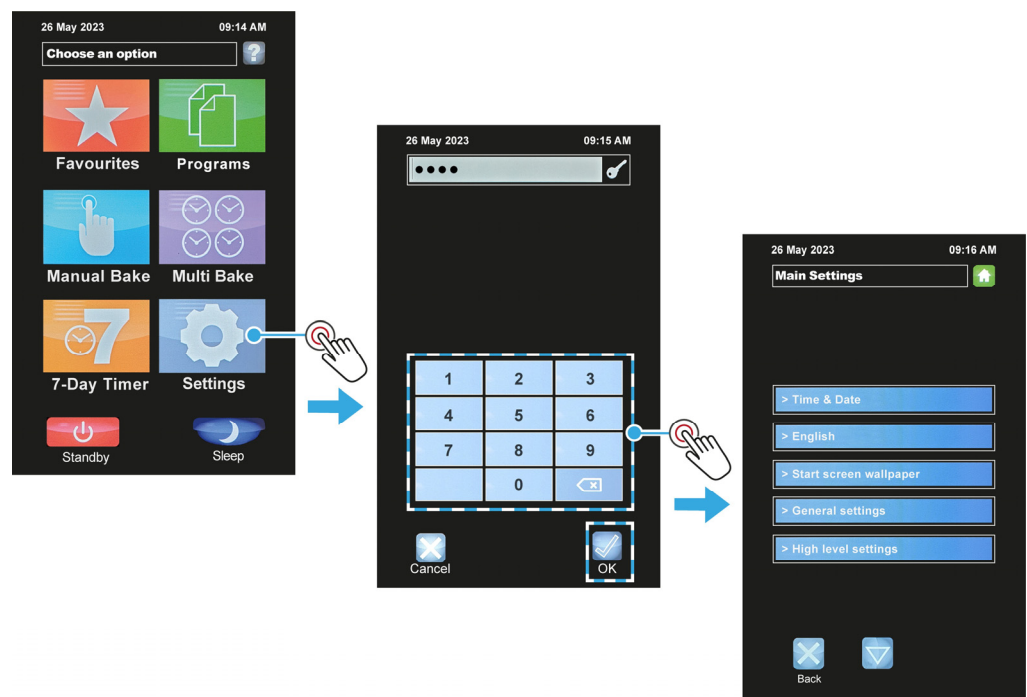 26 May 2023 09:14 AM
Choose an option ?
Favourites Programs
Manual Bake Multi Bake
7
7-Day Timer Settings
Standby Sleep
26 May 2023 09:15 AM
••••
1 2 3
4 5 6
7 8 9
0
Cancel OK
26 May 2023 09:16 AM
Main Settings
> Time & Date
> English
> Start screen wallpaper
> General settings
> High level settings
Back